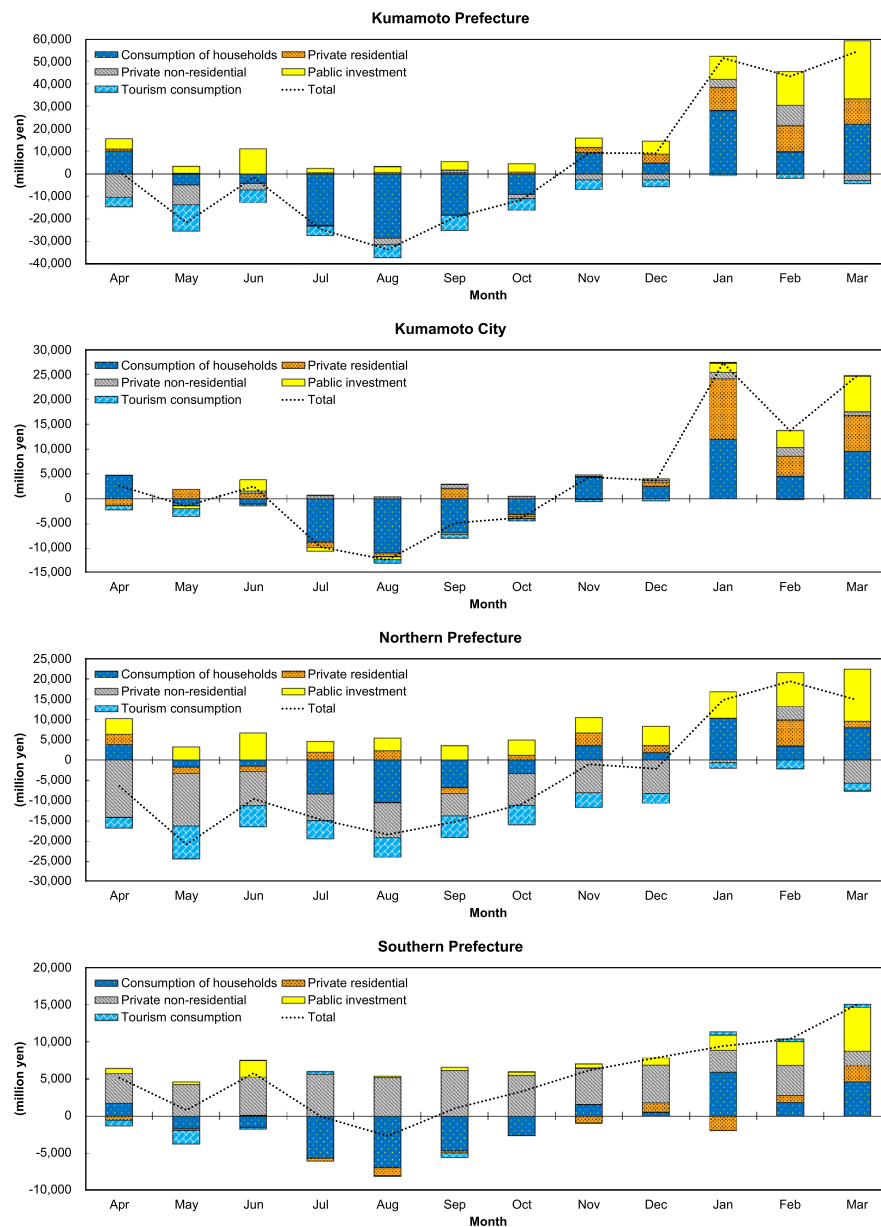 Kumamoto Prefecture
60,000
50,000
40,000
30,000
20,000
10,000
0
-10,000
-20,000
-30,000
-40,000
(million yen)
Consumption of households
Private residential
Private non-residential
Pablic investment
Tourism consumption
Total
Apr May Jun Jul Aug Sep Oct Nov Dec Jan Feb Mar
Month
Kumamoto City
30,000
25,000
20,000
15,000
10,000
5,000
0
-5,000
-10,000
-15,000
(million yen)
Consumption of households
Private residential
Private non-residential
Pablic investment
Tourism consumption
Total
Apr May Jun Jul Aug Sep Oct Nov Dec Jan Feb Mar
Month
Northern Prefecture
25,000
20,000
15,000
10,000
5,000
0
-5,000
-10,000
-15,000
-20,000
-25,000
-30,000
(million yen)
Consumption of households
Private residential
Private non-residential
Pablic investment
Tourism consumption
Total
Apr May Jun Jul Aug Sep Oct Nov Dec Jan Feb Mar
Month
Southern Prefecture
20,000
15,000
10,000
5,000
0
-5,000
-10,000
(million yen)
Consumption of households
Private residential
Private non-residential
Pablic investment
Tourism consumption
Total
Apr May Jun Jul Aug Sep Oct Nov Dec Jan Feb Mar
Month